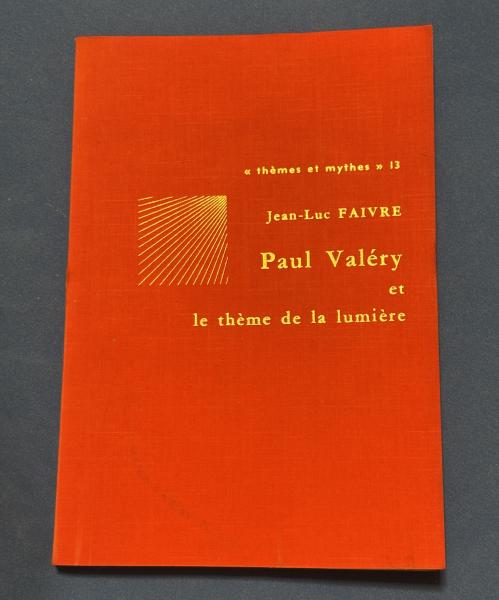 « thèmes et mythes » 13
Jean-Luc FAIVRE
Paul Valéry
et
le thème de la lumière